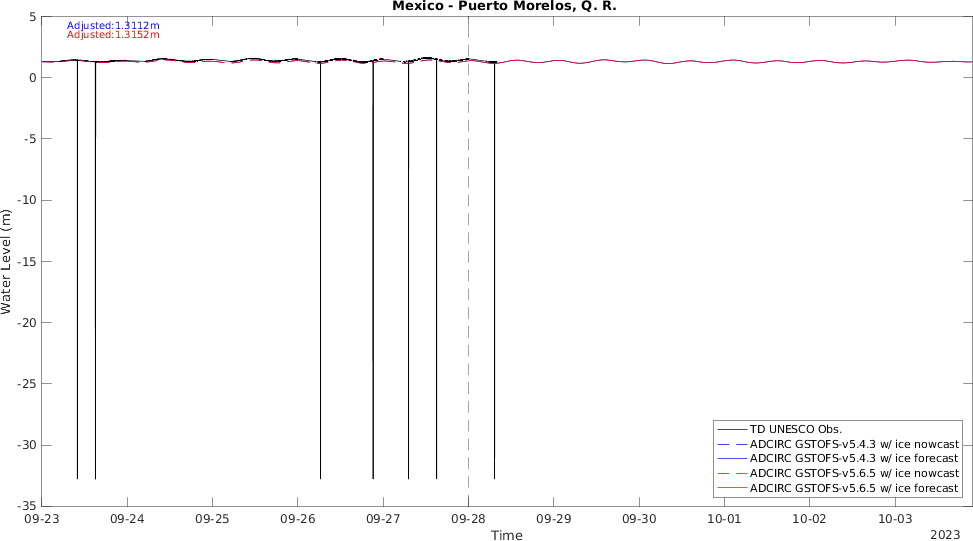 Mexico - Puerto Morelos, Q. R.
Adjusted:1.3112m
Adjusted:1.3152m
5
0
-5
-10
-15
-20
-25
-30
-35
Water Level (m)
TD UNESCO Obs.
ADCIRC GSTOFS-v5.4.3 w/ ice nowcast
ADCIRC GSTOFS-v5.4.3 w/ ice forecast
ADCIRC GSTOFS-v5.6.5 w/ ice nowcast
ADCIRC GSTOFS-v5.6.5 w/ ice forecast
09-23 09-24 09-25 09-26 09-27 09-28 09-29 09-30 10-01 10-02 10-03
Time
2023